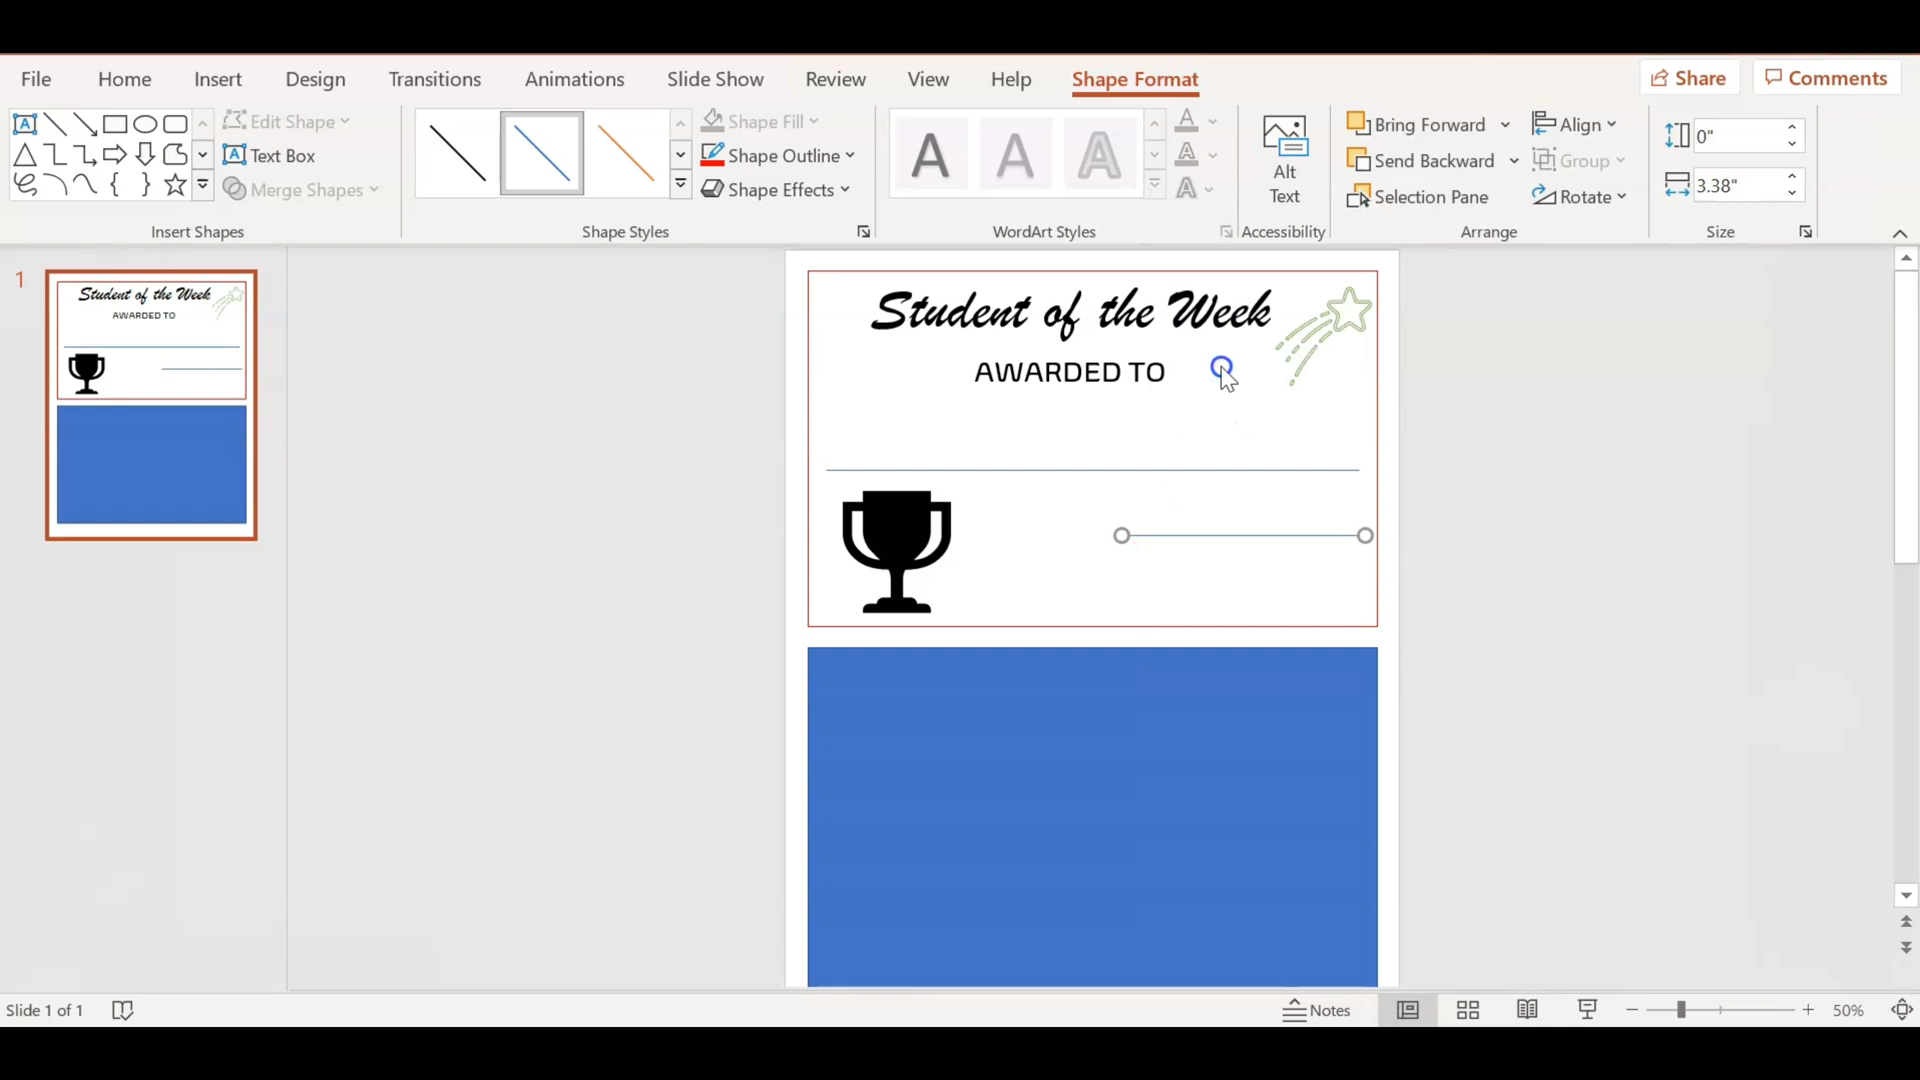 File Home Insert Design Transitions Animations Slide Show Review View Help Shape Format Share Comments
Edit Shape
Text Box
Merge Shapes
Insert Shapes
Shape Fill
Shape Outline
Shape Effects
Shape Styles
A A A
WordArt Styles
Alt
Text
Accessibility
Bring Forward
Send Backward
Selection Pane
Align
Group
Rotate
Arrange
0"
3.38"
Size
1
Student of the Week
AWARDED TO
Student of the Week
AWARDED TO
Slide 1 of 1
Notes
50%